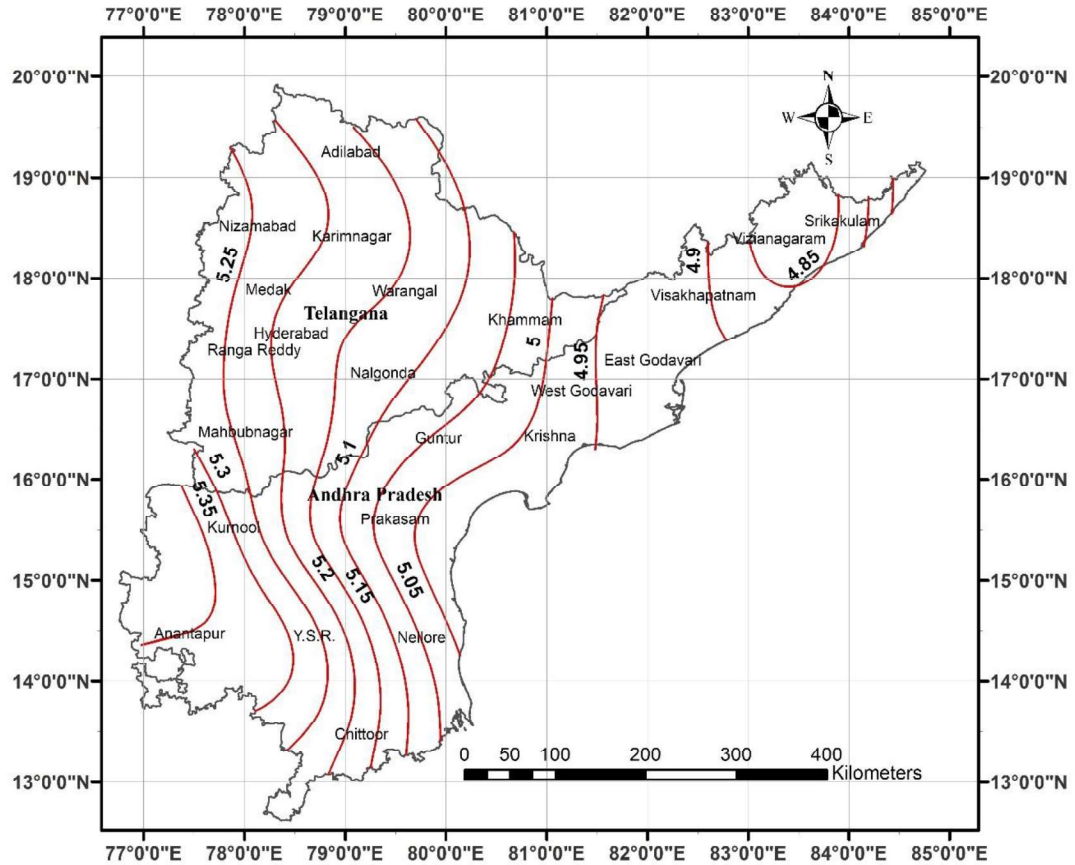 77°0'0"E 78°0'0"E 79°0'0"E 80°0'0"E 81°0'0"E 82°0'0"E 83°0'0"E 84°0'0"E 85°0'0"E
20°0'0"N 20°0'0"N
N
W E
S
Adilabad
19°0'0"N 19°0'0"N
Nizamabad
Karimnagar
Srikakulam
Vizianagaram
5.25
4.9
4.85
18°0'0"N 18°0'0"N
Medak
Warangal
Visakhapatnam
Telangana
Khammam
Hyderabad
5
Ranga Reddy
4.95
East Godavari
Nalgonda
17°0'0"N 17°0'0"N
West Godavari
Mahbubnagar
Guntur
Krishna
5.1
5.3
16°0'0"N 16°0'0"N
5.35
Andhra Pradesh
Kurnool
Prakasam
15°0'0"N 15°0'0"N
5.2
5.15
5.05
Anantapur
Y.S.R.
Nellore
14°0'0"N 14°0'0"N
Chittoor
0 50 100 200 300 400
Kilometers
13°0'0"N 13°0'0"N
77°0'0"E 78°0'0"E 79°0'0"E 80°0'0"E 81°0'0"E 82°0'0"E 83°0'0"E 84°0'0"E 85°0'0"E